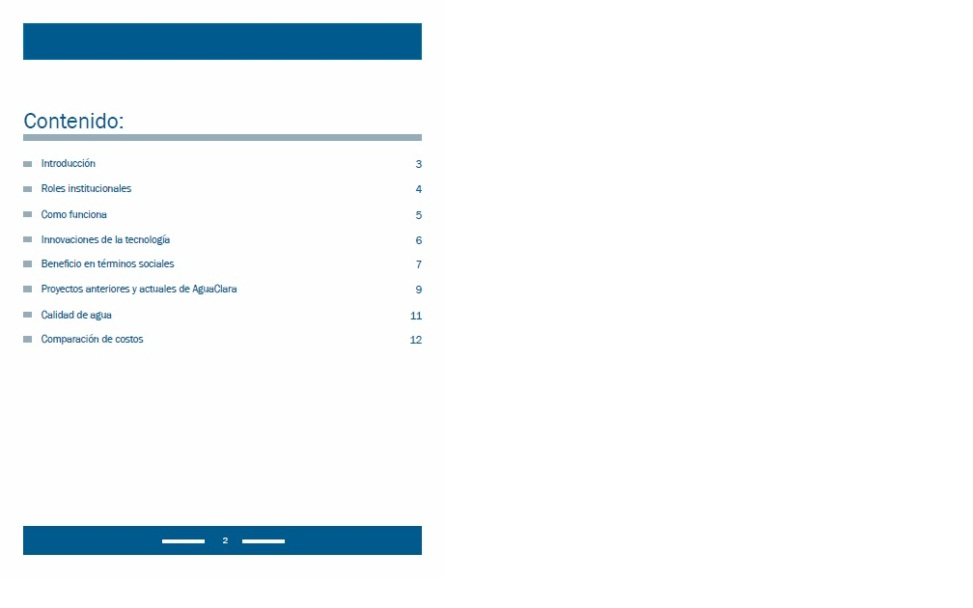 Contenido:
Introducción 3
Roles institucionales 4
Como funciona 5
Innovaciones de la tecnología 6
Beneficio en términos sociales 7
Proyectos anteriores y actuales de AguaClara 9
Calidad de agua 11
Comparación de costos 12
2